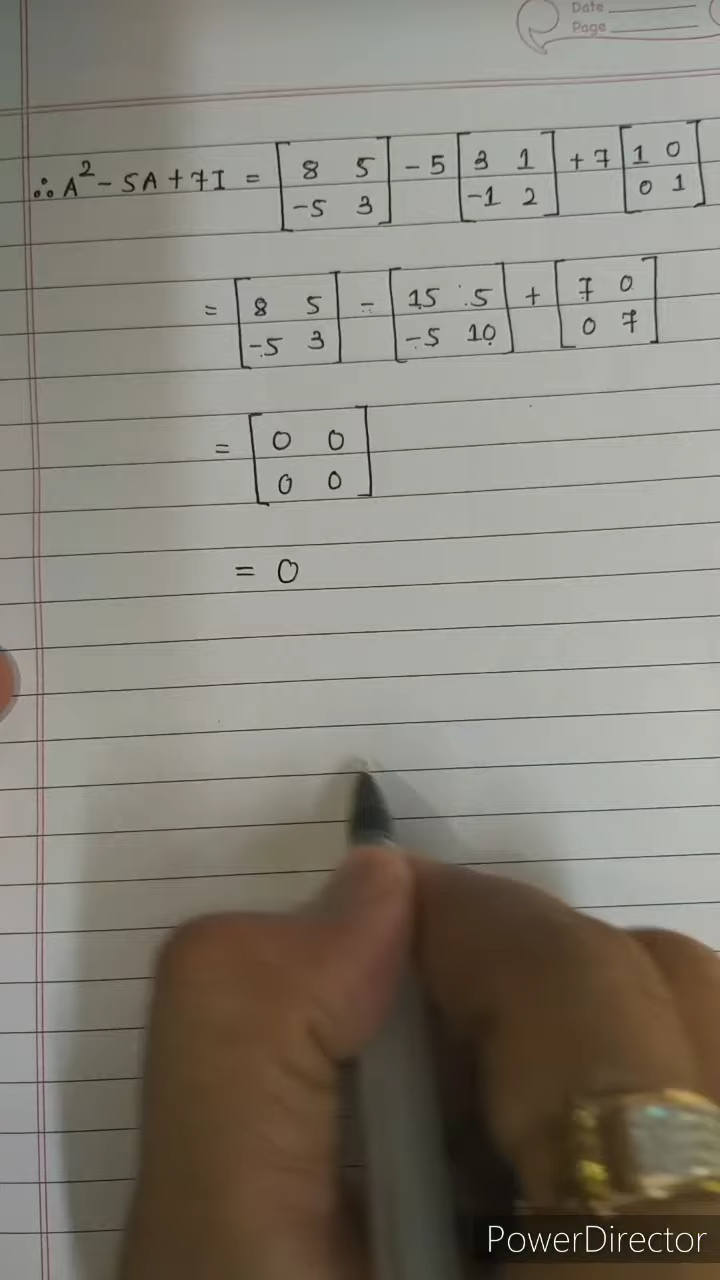 Date
Page
∴ A² - 5A + 7I = [8 5; -5 3] - 5 [3 1; -1 2] + 7 [1 0; 0 1]
= [8 5; -5 3] - [15 5; -5 10] + [7 0; 0 7]
= [0 0; 0 0]
= 0
PowerDirector